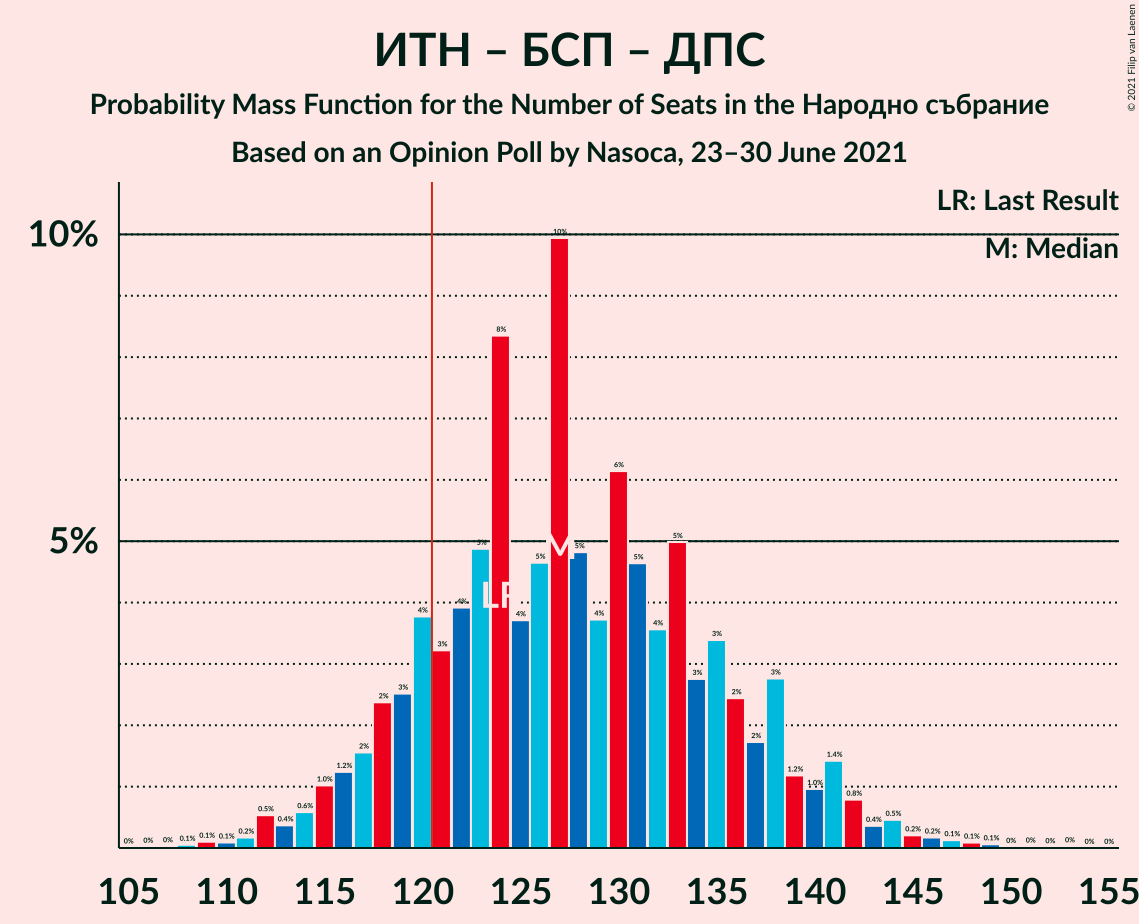 ИТН – БСП – ДПС
Probability Mass Function for the Number of Seats in the Народно събрание
Based on an Opinion Poll by Nasoca, 23–30 June 2021
© 2021 Filip van Laenen
LR: Last Result
M: Median
10%
5%
0% 0% 0% 0.1% 0.1% 0.1% 0.2% 0.5% 0.4% 0.6% 1.0% 1.2% 2% 2% 3% 4% 3% 4% 5% 8% 4% 5% 10% 5% 4% 6% 5% 4% 5% 3% 3% 2% 2% 3% 1.2% 1.0% 1.4% 0.8% 0.4% 0.5% 0.2% 0.2% 0.1% 0.1% 0.1% 0% 0% 0% 0% 0% 0%
LR
M
105 110 115 120 125 130 135 140 145 150 155